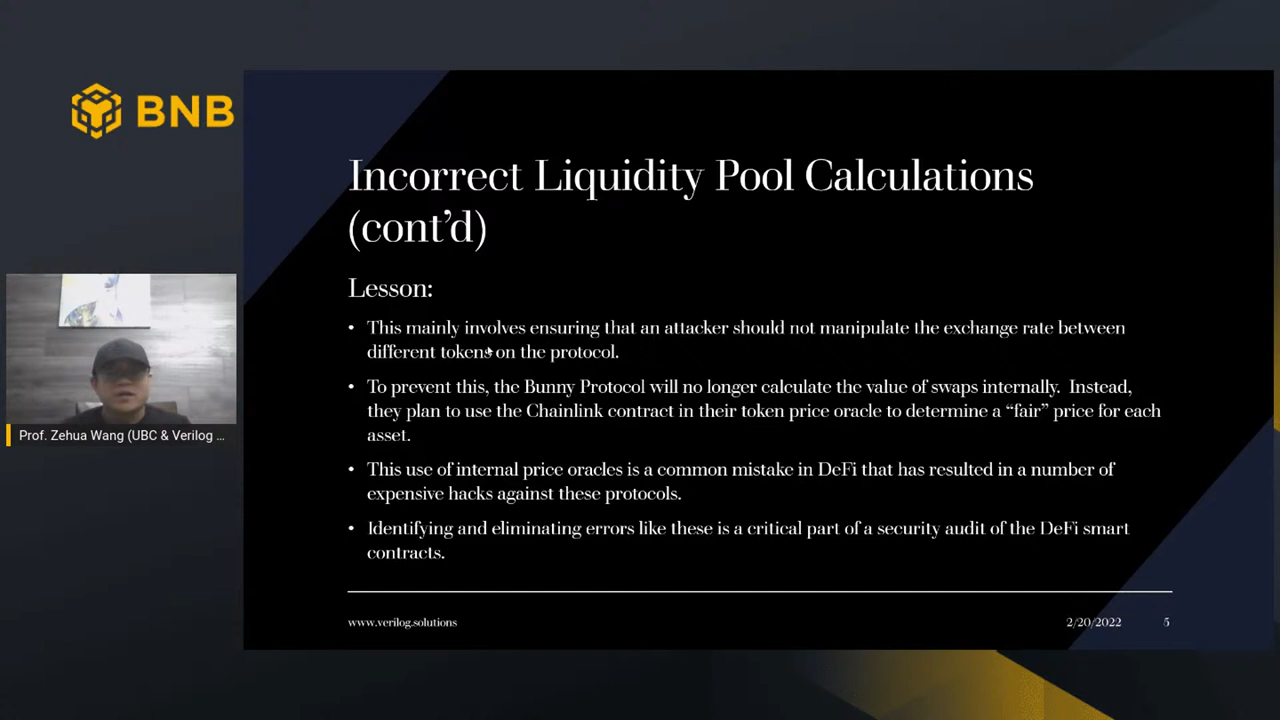 BNB
Incorrect Liquidity Pool Calculations
(cont’d)
Lesson:
• This mainly involves ensuring that an attacker should not manipulate the exchange rate between
different tokens on the protocol.
• To prevent this, the Bunny Protocol will no longer calculate the value of swaps internally. Instead,
they plan to use the Chainlink contract in their token price oracle to determine a “fair” price for each
asset.
• This use of internal price oracles is a common mistake in DeFi that has resulted in a number of
expensive hacks against these protocols.
• Identifying and eliminating errors like these is a critical part of a security audit of the DeFi smart
contracts.
Prof. Zehua Wang (UBC & Verilog ...
www.verilog.solutions
2/20/2022
5